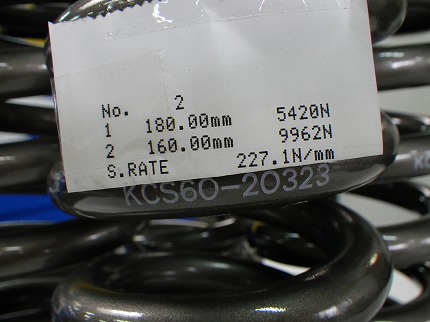 No. 2
1 180.00mm 5420N
2 160.00mm 9962N
S.RATE 227.1N/mm
KCS60-20323